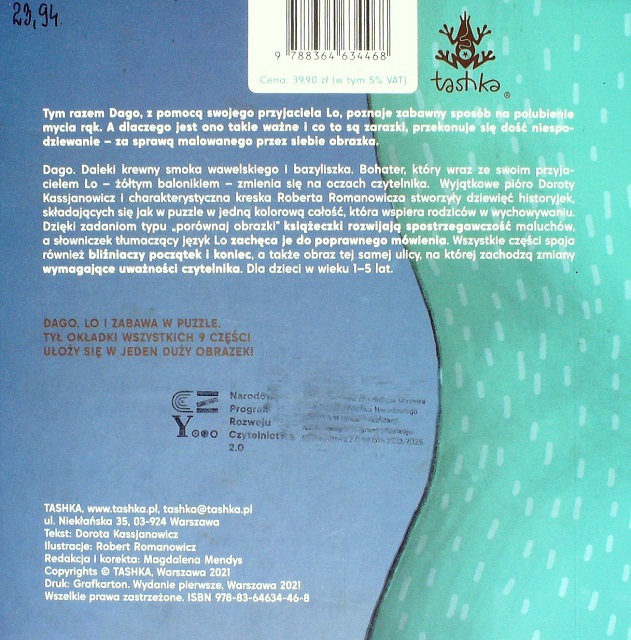 23,94
9 788364 634468
Cena: 39,90 zł (w tym 5% VAT)
tashka®
Tym razem Dago, z pomocą swojego przyjaciela Lo, poznaje zabawny sposób na polubienie
mycia rąk. A dlaczego jest ono takie ważne i co to są zarazki, przekonuje się dość niespo-
dziewanie – za sprawą malowanego przez siebie obrazka.
Dago. Daleki krewny smoka wawelskiego i bazyliszka. Bohater, który wraz ze swoim przyja-
cielem Lo – żółtym balonikiem – zmienia się na oczach czytelnika. Wyjątkowe pióro Doroty
Kassjanowicz i charakterystyczna kreska Roberta Romanowicza stworzyły dziewięć historyjek,
składających się jak w puzzle w jedną kolorową całość, która wspiera rodziców w wychowywaniu.
Dzięki zadaniom typu „porównaj obrazki" książeczki rozwijają spostrzegawczość maluchów,
a słowniczek tłumaczący język Lo zachęca je do poprawnego mówienia. Wszystkie części spaja
również bliźniaczy początek i koniec, a także obraz tej samej ulicy, na której zachodzą zmiany
wymagające uważności czytelnika. Dla dzieci w wieku 1–5 lat.
DAGO, LO I ZABAWA W PUZZLE.
TYŁ OKŁADKI WSZYSTKICH 9 CZĘŚCI
UŁOŻY SIĘ W JEDEN DUŻY OBRAZEK!
Narodowy
Program
Rozwoju
Czytelnictwa
2.0
TASHKA, www.tashka.pl, tashka@tashka.pl
ul. Niekłańska 35, 03-924 Warszawa
Tekst: Dorota Kassjanowicz
Ilustracje: Robert Romanowicz
Redakcja i korekta: Magdalena Mendys
Copyrights © TASHKA, Warszawa 2021
Druk: Grafkarton. Wydanie pierwsze, Warszawa 2021
Wszelkie prawa zastrzeżone. ISBN 978-83-64634-46-8